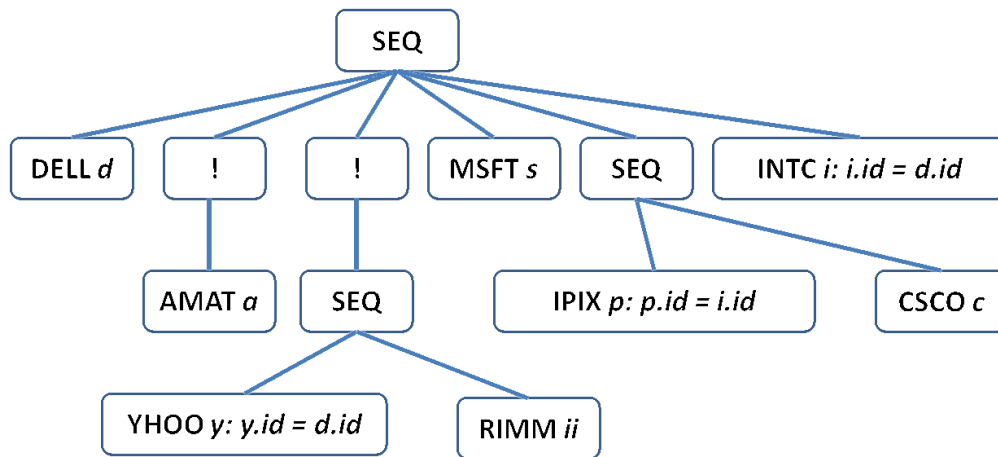 SEQ
DELL d
!
!
MSFT s
SEQ
INTC i: i.id = d.id
AMAT a
SEQ
IPIX p: p.id = i.id
CSCO c
YHOO y: y.id = d.id
RIMM ii